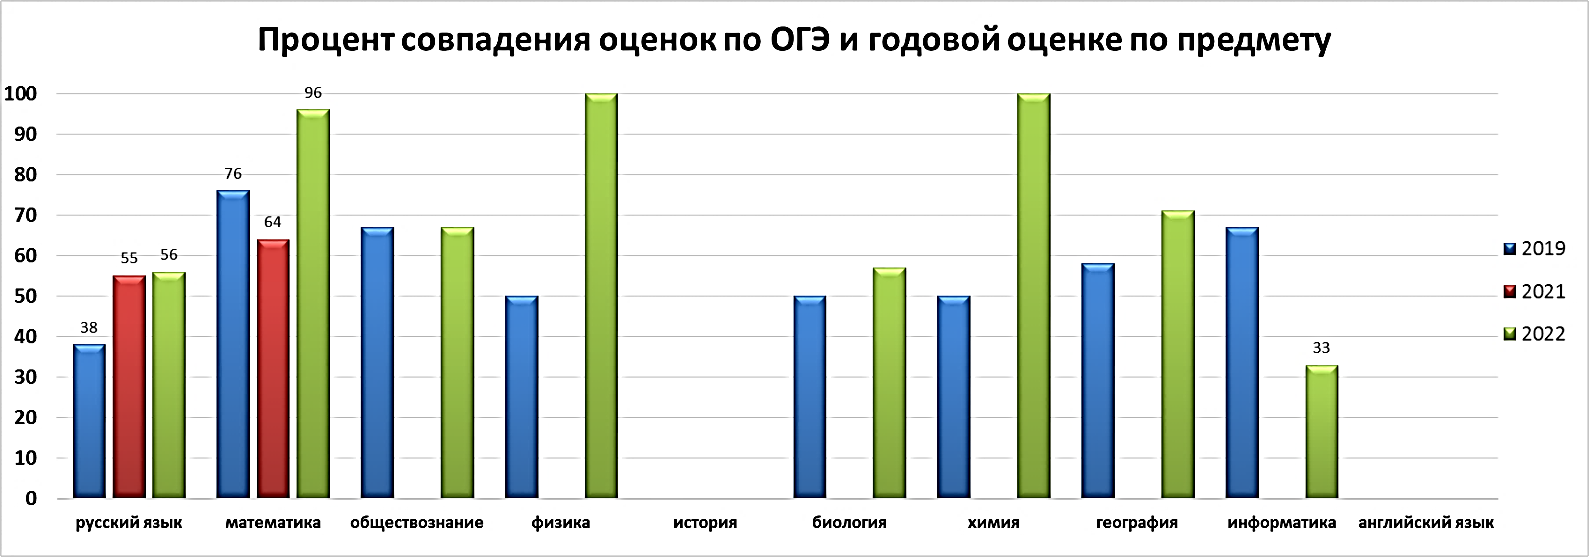 Процент совпадения оценок по ОГЭ и годовой оценке по предмету
100
90
80
70
60
50
40
30
20
10
0
38
55
56
76
64
96
33
русский язык
математика
обществознание
физика
история
биология
химия
география
информатика
английский язык
2019
2021
2022